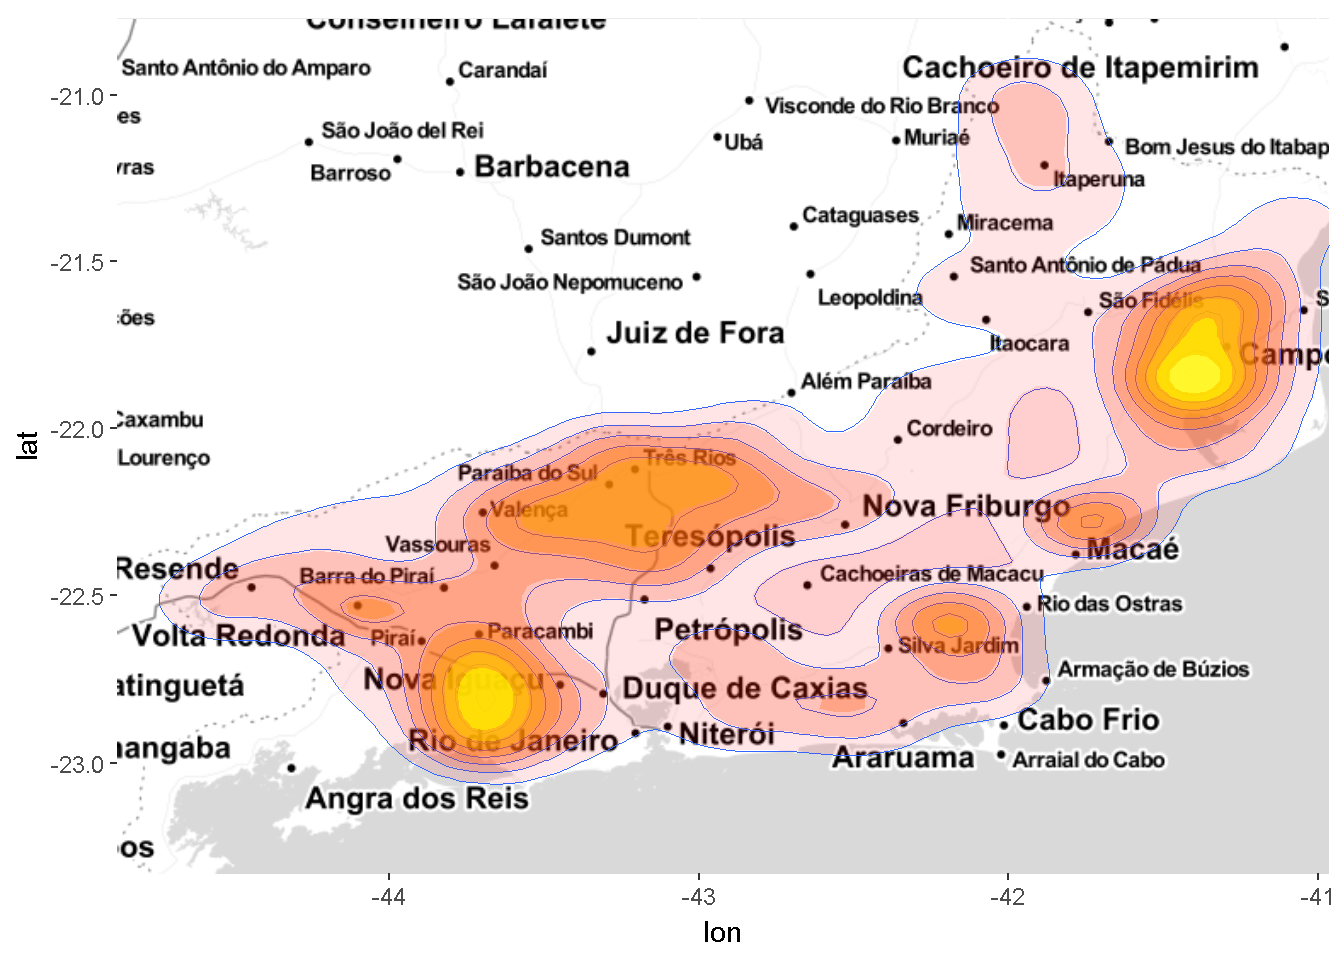 Conselheiro Lafaiete
Santo Antônio do Amparo
Carandaí
Cachoeiro de Itapemirim
-21.0
Visconde do Rio Branco
es
São João del Rei
Ubá
Muriaé
Bom Jesus do Itabap
vras
Barroso
Barbacena
Itaperuna
Cataguases
Miracema
Santos Dumont
-21.5
Santo Antônio de Pádua
São João Nepomuceno
Leopoldina
São Fidélis
S
ões
Juiz de Fora
Itaocara
Campo
Além Paraíba
Caxambu
-22.0
Cordeiro
Lourenço
Três Rios
Paraíba do Sul
Valença
Nova Friburgo
Teresópolis
Vassouras
Macaé
Resende
Barra do Piraí
Cachoeiras de Macacu
-22.5
Rio das Ostras
Volta Redonda
Piraí
Paracambi
Petrópolis
Silva Jardim
Armação de Búzios
atinguetá
Nova Iguaçu
Duque de Caxias
Cabo Frio
Rio de Janeiro
Niterói
nangaba
Araruama
Arraial do Cabo
-23.0
Angra dos Reis
os
-44
-43
-42
-41
lon
lat